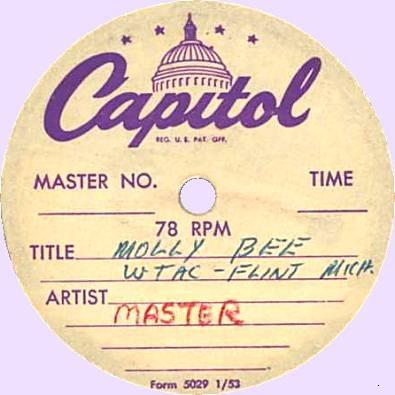 Capitol
REG. U. S. PAT. OFF.
MASTER NO. TIME
78 RPM
TITLE MOLLY BEE
WTAC - FLINT MICH.
ARTIST
MASTER
Form 5029 1/53